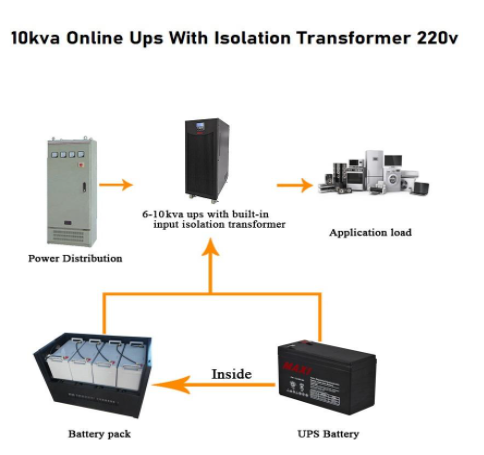 10kva Online Ups With Isolation Transformer 220v
6-10kva ups with built-in
input isolation transformer
Application load
Power Distribution
Inside
MAXI
Battery pack
UPS Battery